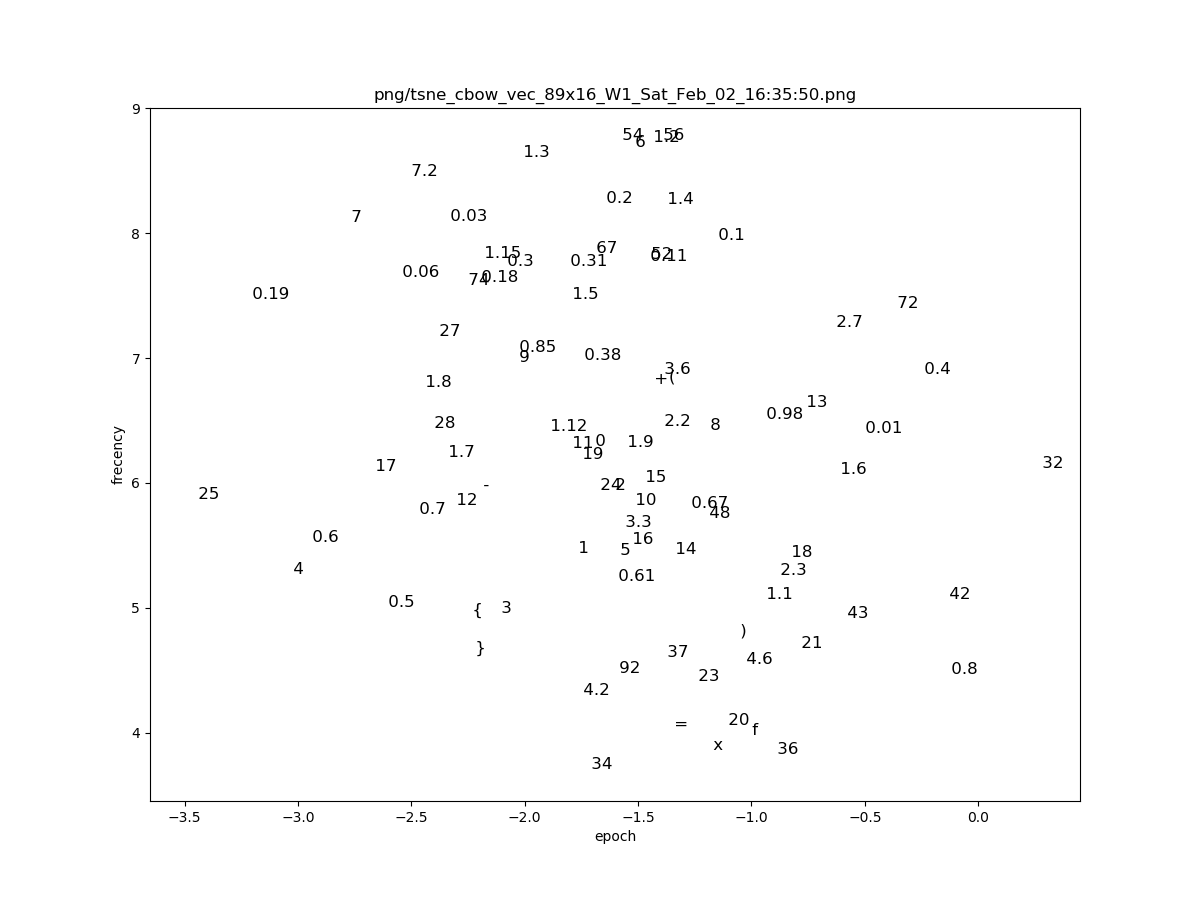 png/tsne_cbow_vec_89x16_W1_Sat_Feb_02_16:35:50.png
9
54 56
6 1.2
1.3
7.2
0.2 1.4
7 0.03
8 0.1
67
1.15 52 0.11
0.3 0.31
0.06 74 0.18
0.19 1.5
72
27 2.7
0.85
7 9 0.38
3.6 0.4
1.8 +(
13
28 0.98
1.12 2.2 8 0.01
11 0 1.9
1.7 19
17 32
1.6
frecency
6 - 24 2 15
25 12 10 0.67
0.7 48
3.3
0.6 16
1 5 14 18
4 2.3
0.61
1.1 42
0.5
5 { 3 43
)
} 37 21
4.6
92 23 0.8
4.2
4 = 20 f
x 36
34
−3.5 −3.0 −2.5 −2.0 −1.5 −1.0 −0.5 0.0
epoch